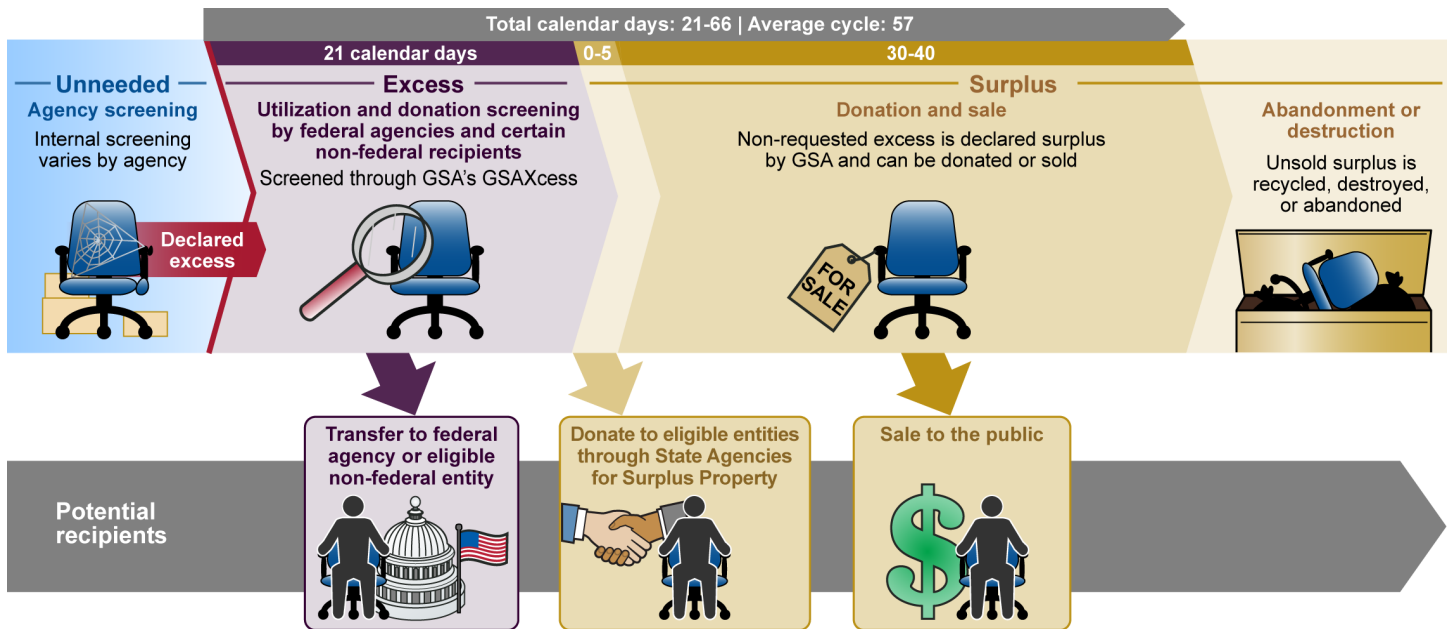 Total calendar days: 21-66 | Average cycle: 57
21 calendar days
0-5
30-40
Unneeded
Agency screening
Internal screening
varies by agency
Declared
excess
Excess
Utilization and donation screening
by federal agencies and certain
non-federal recipients
Screened through GSA's GSAXcess
Surplus
Donation and sale
Non-requested excess is declared surplus
by GSA and can be donated or sold
FOR
SALE
Abandonment or
destruction
Unsold surplus is
recycled, destroyed,
or abandoned
Potential
recipients
Transfer to federal
agency or eligible
non-federal entity
Donate to eligible entities
through State Agencies
for Surplus Property
Sale to the public